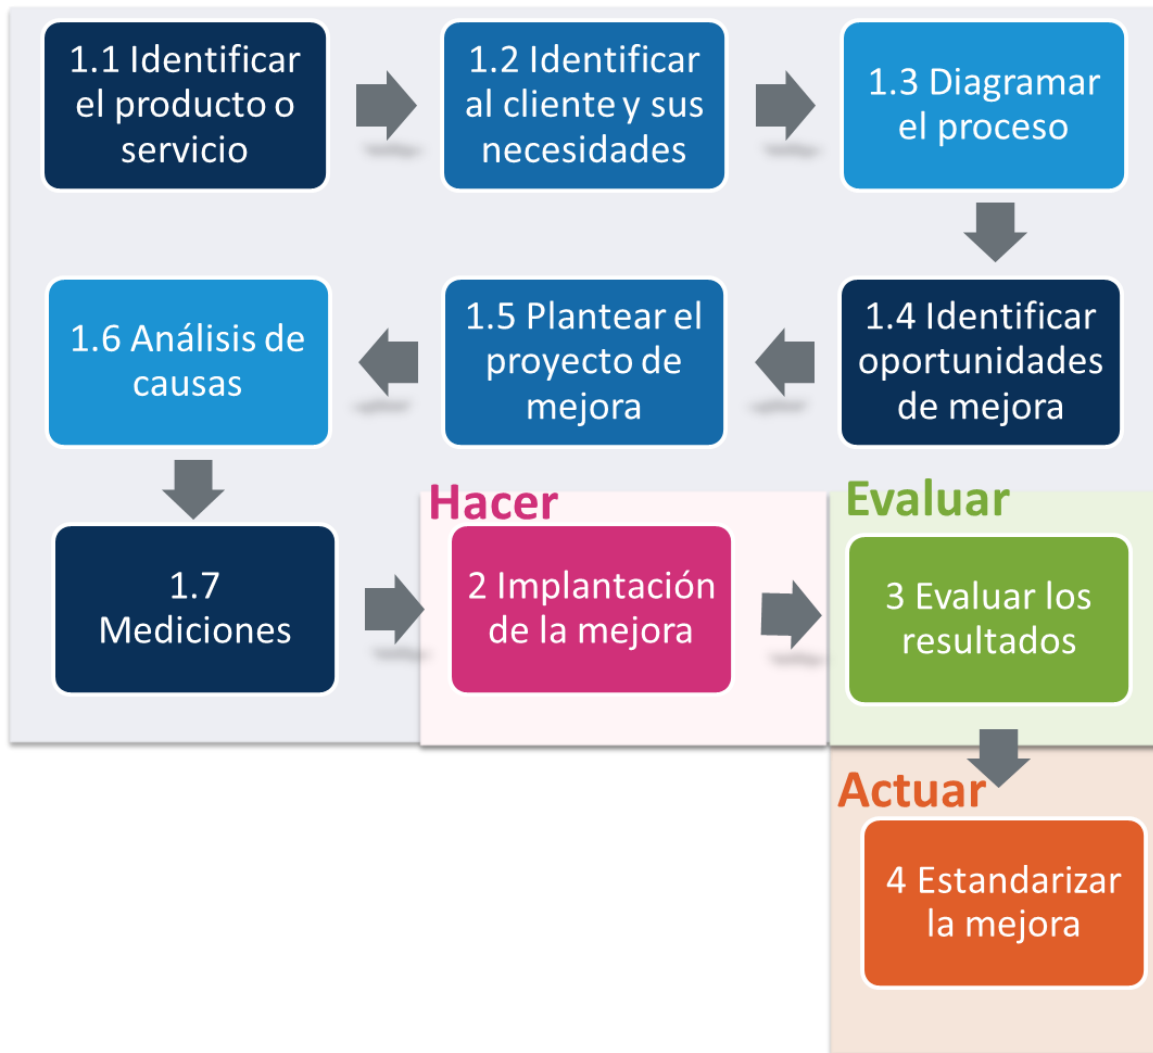 1.1 Identificar
el producto o
servicio
1.2 Identificar
al cliente y sus
necesidades
1.3 Diagramar
el proceso
1.4 Identificar
oportunidades
de mejora
1.5 Plantear el
proyecto de
mejora
1.6 Análisis de
causas
1.7
Mediciones
Hacer
2 Implantación
de la mejora
Evaluar
3 Evaluar los
resultados
Actuar
4 Estandarizar
la mejora